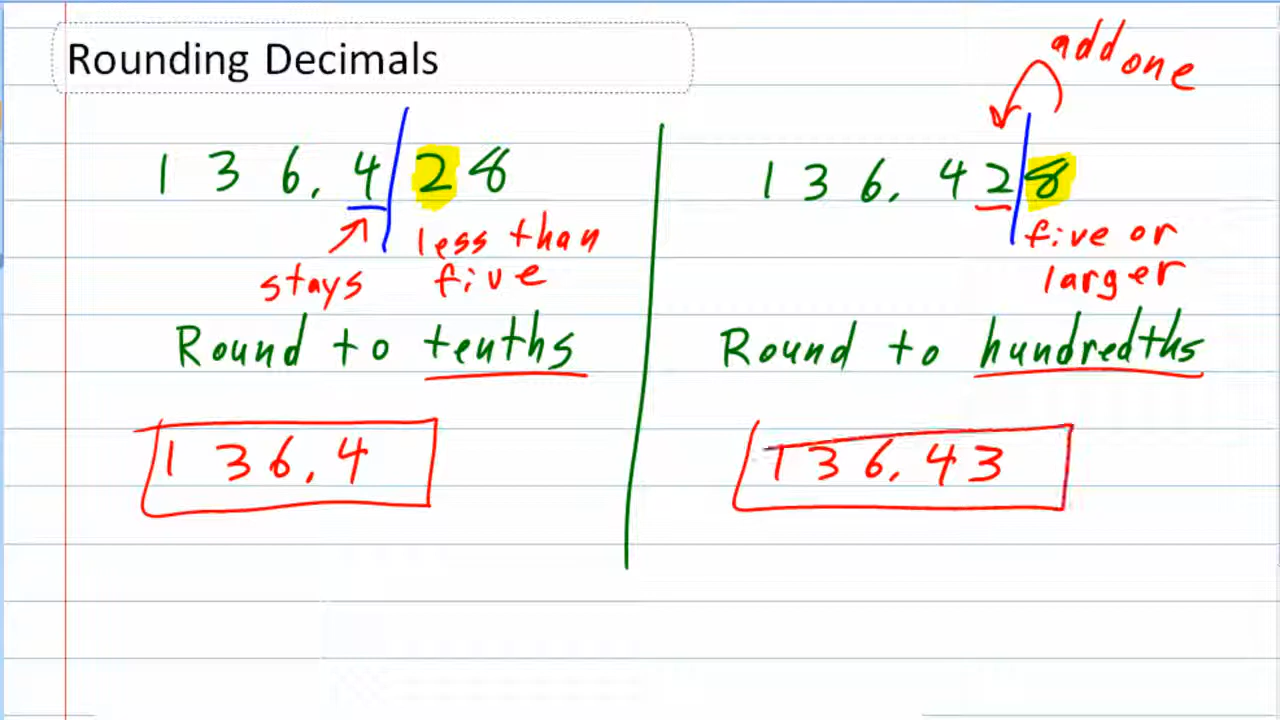 Rounding Decimals
136.428
stays
less than
five
Round to tenths
136.4
add one
136.428
five or
larger
Round to hundredths
136.43